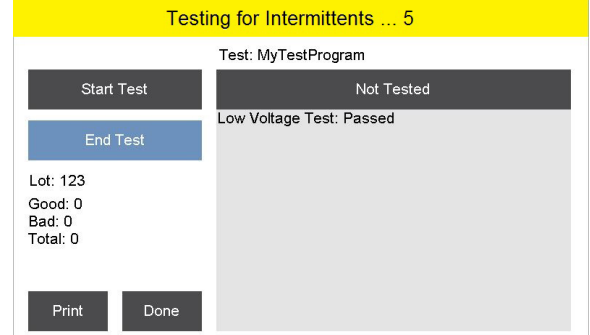 Testing for Intermittents ... 5
Test: MyTestProgram
Start Test
Not Tested
End Test
Low Voltage Test: Passed
Lot: 123
Good: 0
Bad: 0
Total: 0
Print
Done